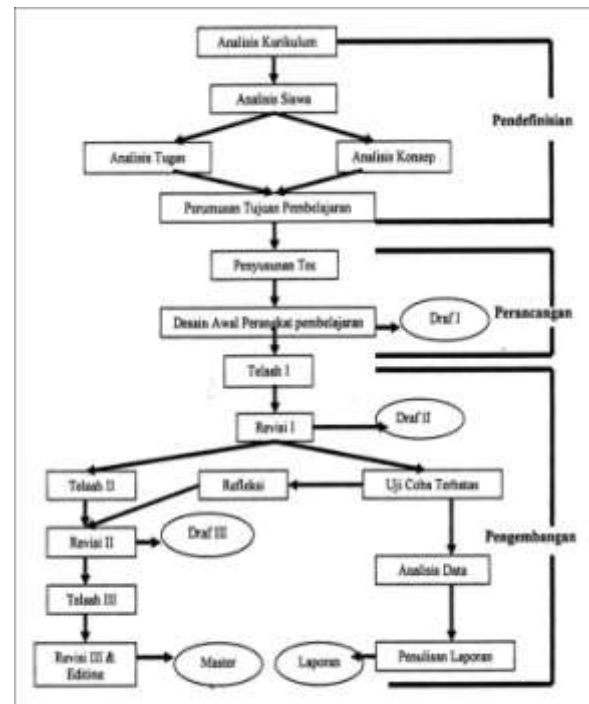 Analisis Kurikulum
Analisis Siswa
Pendefinisian
Analisis Tugas
Analisis Konsep
Perumusan Tujuan Pembelajaran
Penyusunan Tes
Desain Awal Perangkat pembelajaran
Draf I
Perancangan
Telaah I
Revisi I
Draf II
Telaah II
Refleksi
Uji Coba Terbatas
Revisi II
Draf III
Pengembangan
Analisis Data
Telaah III
Revisi III &
Editing
Master
Laporan
Penulisan Laporan